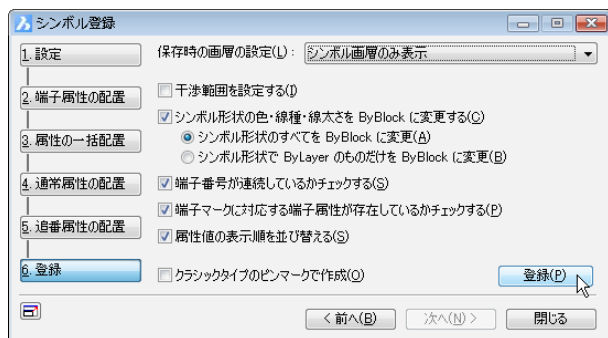 シンボル登録
1. 設定
2. 端子属性の配置
3. 属性の一括配置
4. 通常属性の配置
5. 追番属性の配置
6. 登録
保存時の画層の設定(L)： シンボル画層のみ表示
干渉範囲を設定する(I)
シンボル形状の色・線種・線太さを ByBlock に変更する(C)
シンボル形状のすべてを ByBlock に変更(A)
シンボル形状で ByLayer のものだけを ByBlock に変更(B)
端子番号が連続しているかチェックする(S)
端子マークに対応する端子属性が存在しているかチェックする(P)
属性値の表示順を並び替える(S)
クラシックタイプのピンマークで作成(O)
登録(P)
< 前へ(B) 次へ(N) > 閉じる